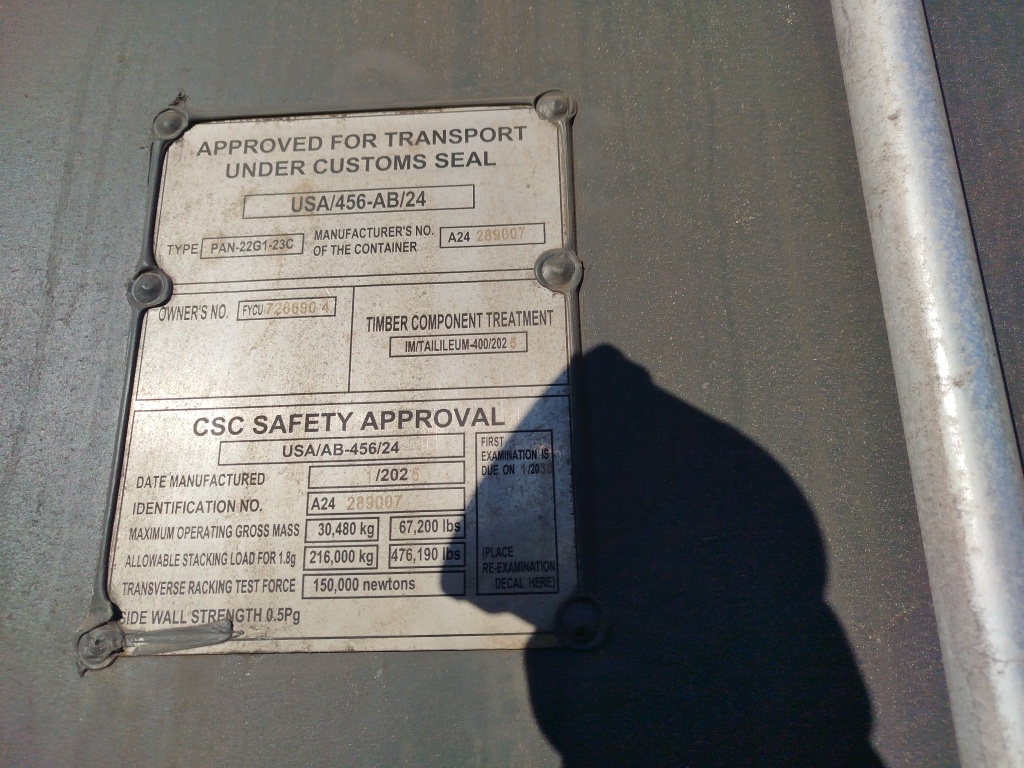 APPROVED FOR TRANSPORT
UNDER CUSTOMS SEAL
USA/456-AB/24
TYPE PAN-22G1-23C MANUFACTURER'S NO. OF THE CONTAINER A24 289007
OWNER'S NO. FYCU 726690 4
TIMBER COMPONENT TREATMENT
IM/TAILILEUM-400/2025
CSC SAFETY APPROVAL
USA/AB-456/24
DATE MANUFACTURED 1/2025
IDENTIFICATION NO. A24 289007
MAXIMUM OPERATING GROSS MASS 30,480 kg 67,200 lbs
ALLOWABLE STACKING LOAD FOR 1.8g 216,000 kg 476,190 lbs
TRANSVERSE RACKING TEST FORCE 150,000 newtons
SIDE WALL STRENGTH 0.5Pg
FIRST
EXAMINATION IS
DUE ON 1/2030
(PLACE
RE-EXAMINATION
DECAL HERE)